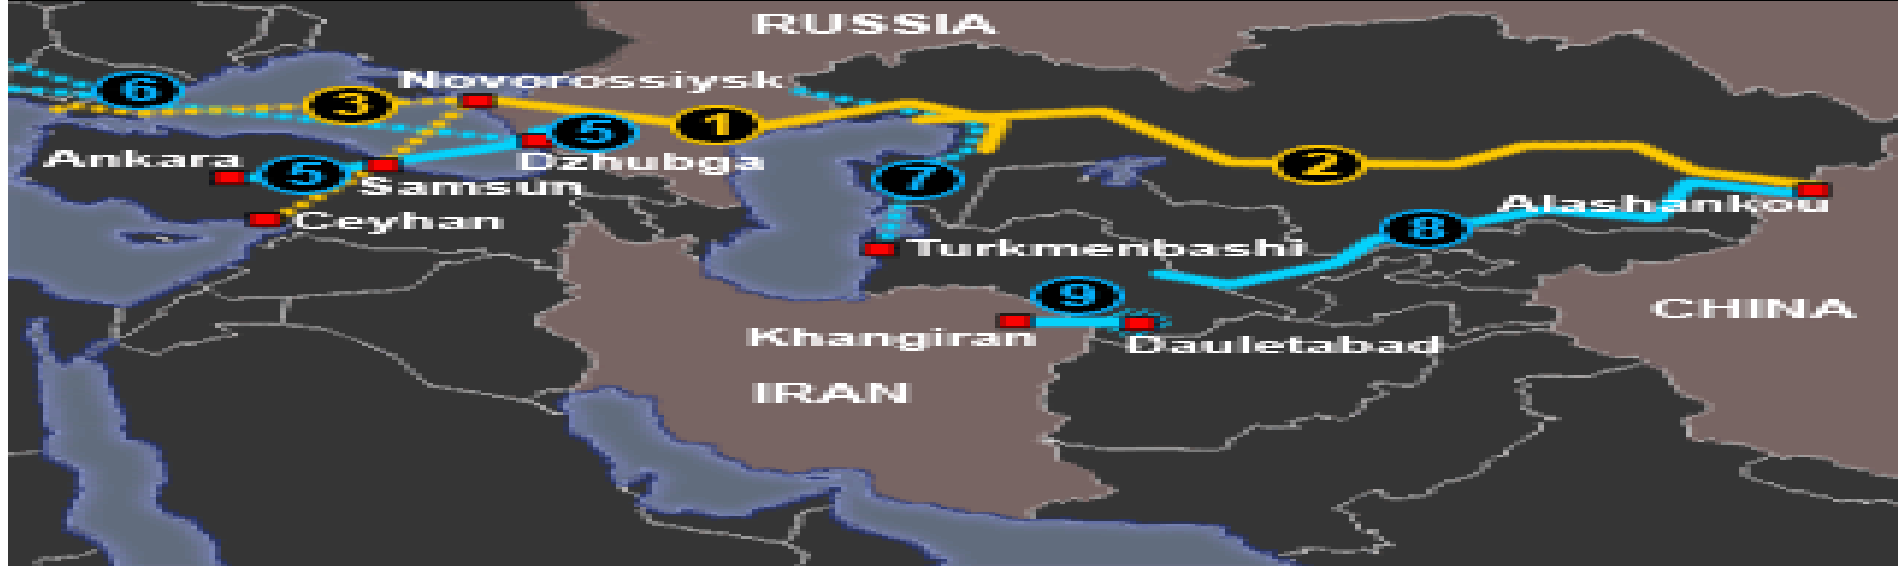 RUSSIA
Novorossiysk
6
3
1
5
Ankara
5
Dzhubga
Samsun
7
2
Ceyhan
Alashankou
8
Turkmenbashi
9
CHINA
Khangiran
Dauletabad
IRAN